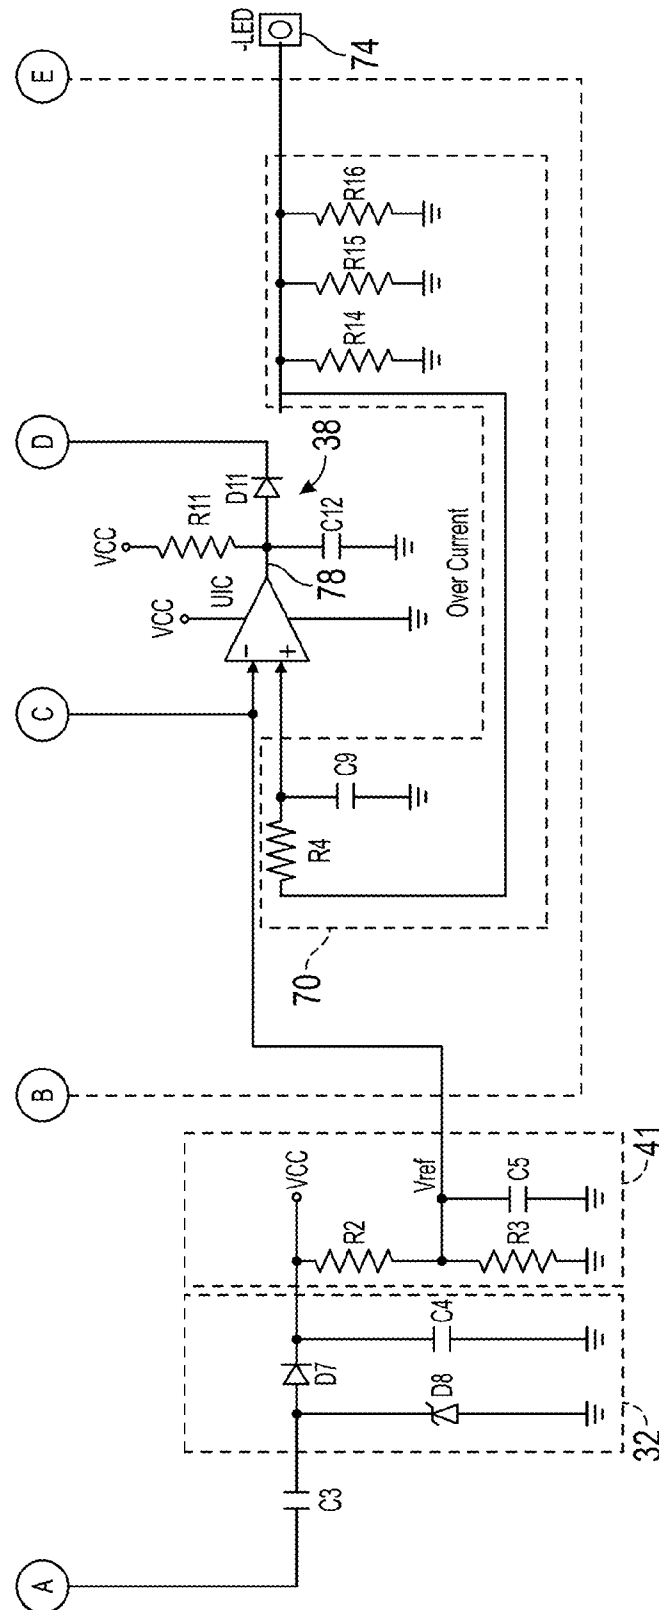 A
B
C
D
E
-LED
74
R16
R15
R14
D11
38
R11
VCC
VCC
UIC
78
C12
-
+
Over Current
C9
R4
70
VCC
Vref
R2
R3
C5
41
D7
C4
D8
32
C3